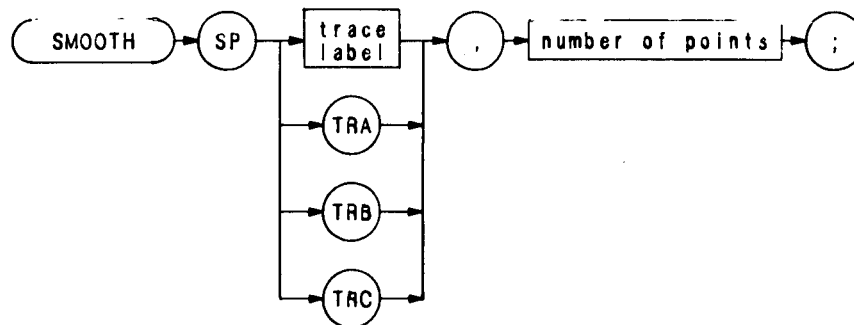 SMOOTH SP trace label , number of points ;
TRA
TRB
TRC